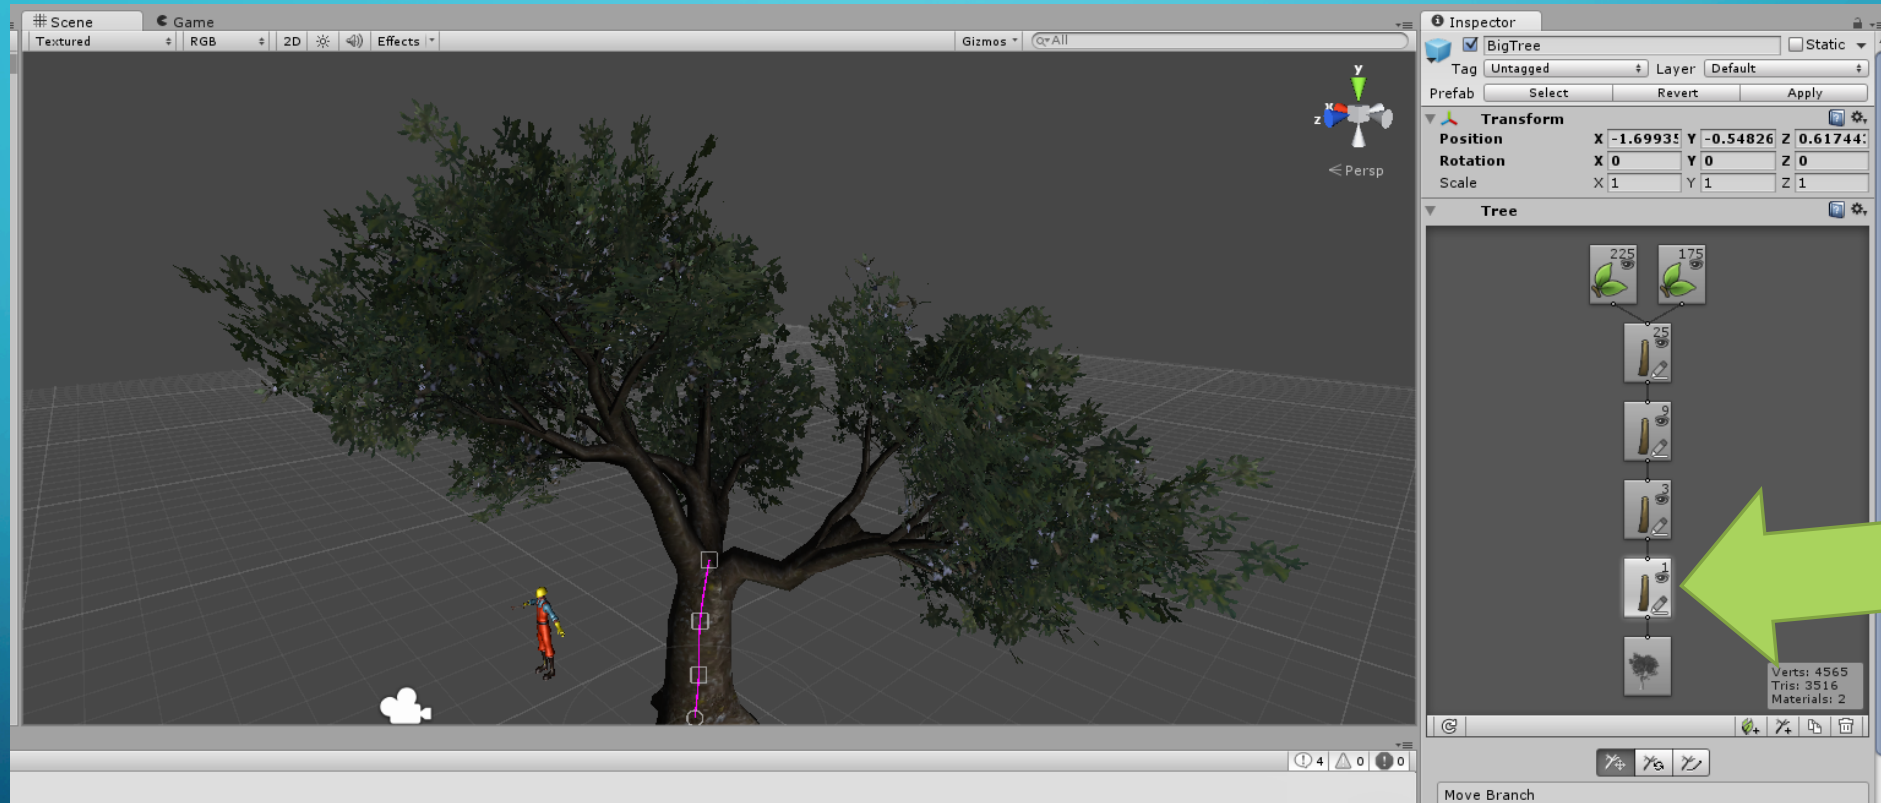 Scene Game
Textured RGB 2D Effects Gizmos All
y
x
z
Persp
4 0 0
Inspector
BigTree Static
Tag Untagged Layer Default
Prefab Select Revert Apply
Transform
Position X -1.69935 Y -0.54826 Z 0.61744
Rotation X 0 Y 0 Z 0
Scale X 1 Y 1 Z 1
Tree
225 175
25
9
3
1
Verts: 4565
Tris: 3516
Materials: 2
Move Branch